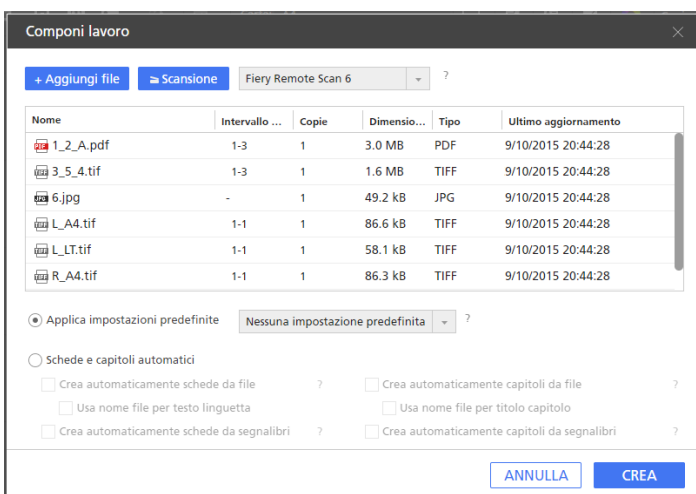 Componi lavoro
+ Aggiungi file Scansione Fiery Remote Scan 6 ?
Nome Intervallo ... Copie Dimensio... Tipo Ultimo aggiornamento
1_2_A.pdf 1-3 1 3.0 MB PDF 9/10/2015 20:44:28
3_5_4.tif 1-3 1 1.6 MB TIFF 9/10/2015 20:44:28
6.jpg - 1 49.2 kB JPG 9/10/2015 20:44:28
L_A4.tif 1-1 1 86.6 kB TIFF 9/10/2015 20:44:28
L_LT.tif 1-1 1 58.1 kB TIFF 9/10/2015 20:44:28
R_A4.tif 1-1 1 86.3 kB TIFF 9/10/2015 20:44:28
Applica impostazioni predefinite Nessuna impostazione predefinita ?
Schede e capitoli automatici
Crea automaticamente schede da file ? Crea automaticamente capitoli da file ?
Usa nome file per testo linguetta Usa nome file per titolo capitolo
Crea automaticamente schede da segnalibri ? Crea automaticamente capitoli da segnalibri ?
ANNULLA CREA